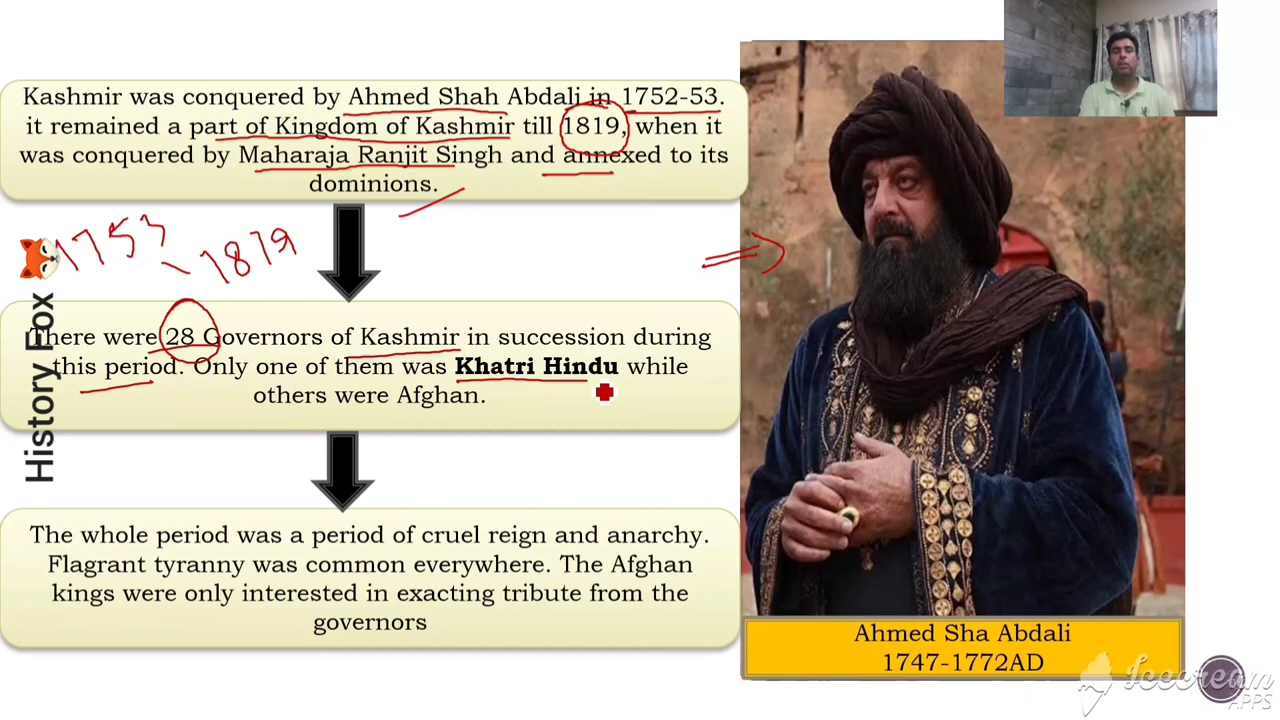 Kashmir was conquered by Ahmed Shah Abdali in 1752-53.
it remained a part of Kingdom of Kashmir till 1819, when it
was conquered by Maharaja Ranjit Singh and annexed to its
dominions.
1753 - 1819
There were 28 Governors of Kashmir in succession during
this period. Only one of them was Khatri Hindu while
others were Afghan.
The whole period was a period of cruel reign and anarchy.
Flagrant tyranny was common everywhere. The Afghan
kings were only interested in exacting tribute from the
governors
History Fox
Ahmed Sha Abdali
1747-1772AD
Icecream
APPS